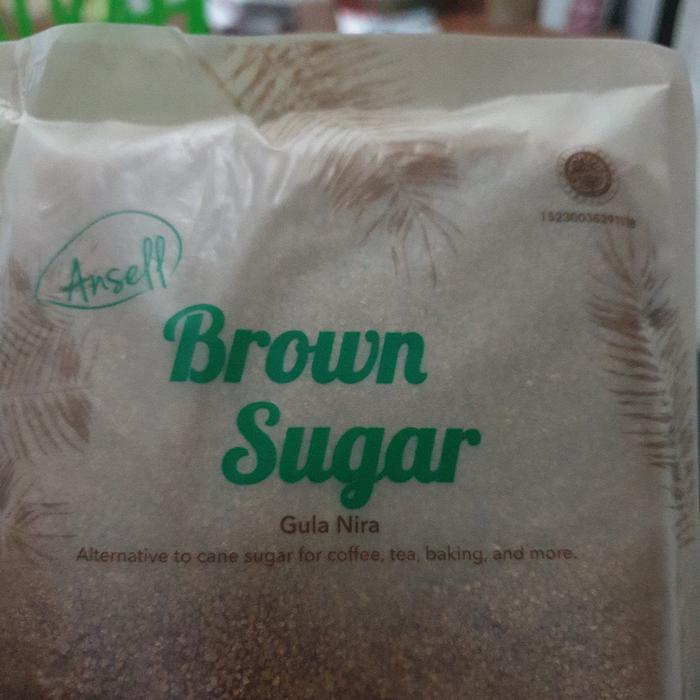 Ansell
Brown
Sugar
Gula Nira
Alternative to cane sugar for coffee, tea, baking, and more.